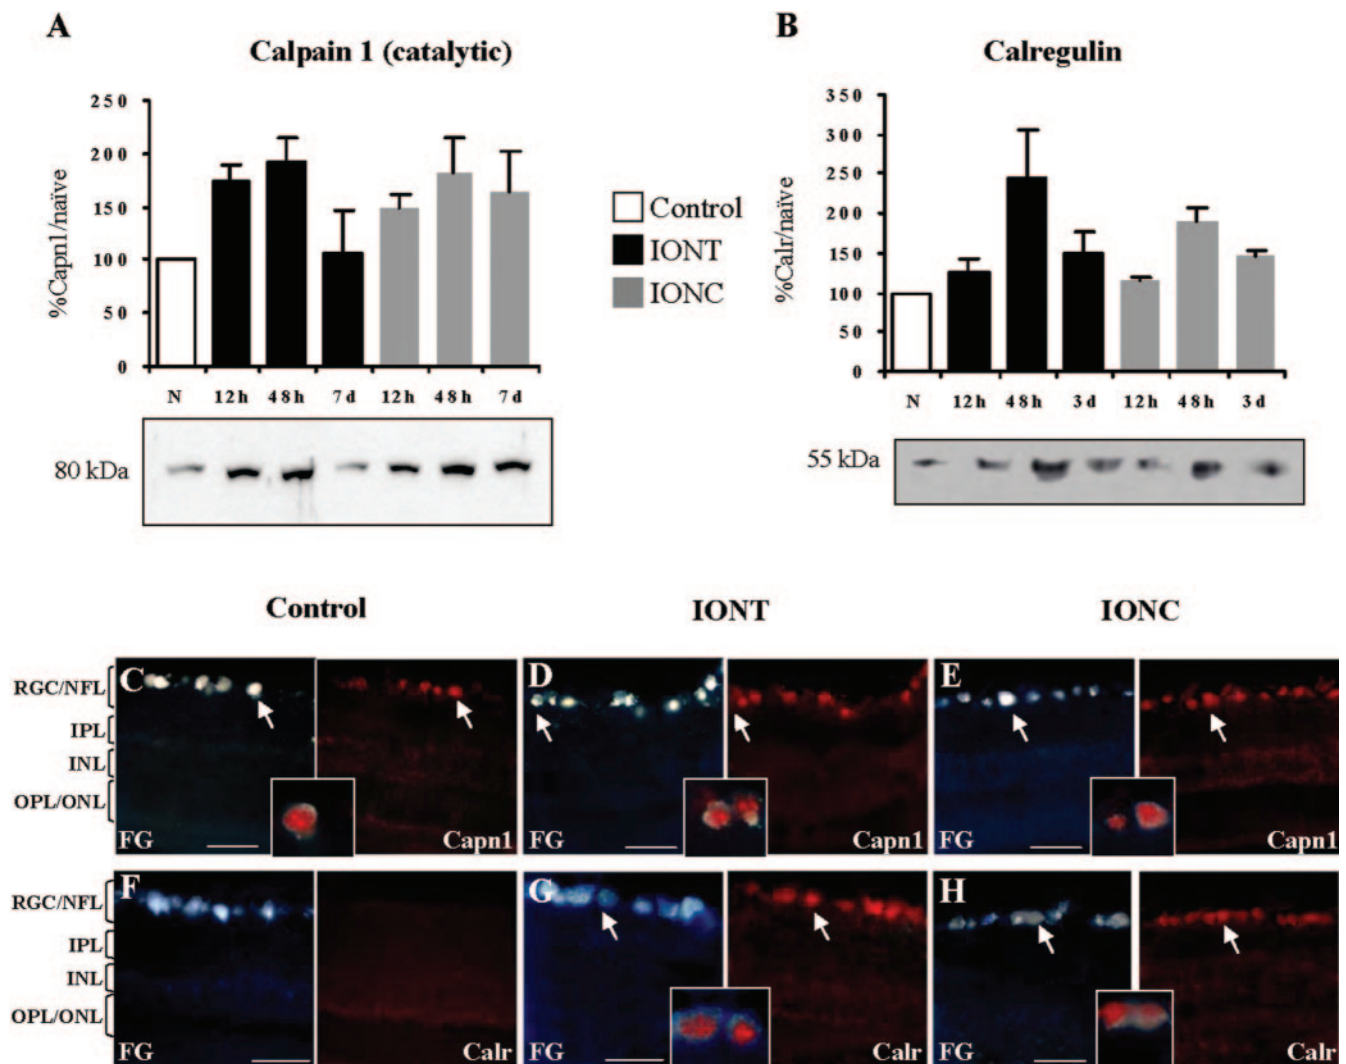 A
Calpain 1 (catalytic)
%Capn1/naïve
250
200
150
100
50
0
N 12h 48h 7d 12h 48h 7d
80 kDa
Control
IONT
IONC
B
Calregulin
%Calr/naïve
350
300
250
200
150
100
50
0
N 12h 48h 3d 12h 48h 3d
55 kDa
Control IONT IONC
RGC/NFL
IPL
INL
OPL/ONL
C
FG Capn1
D
FG Capn1
E
FG Capn1
RGC/NFL
IPL
INL
OPL/ONL
F
FG Calr
G
FG Calr
H
FG Calr